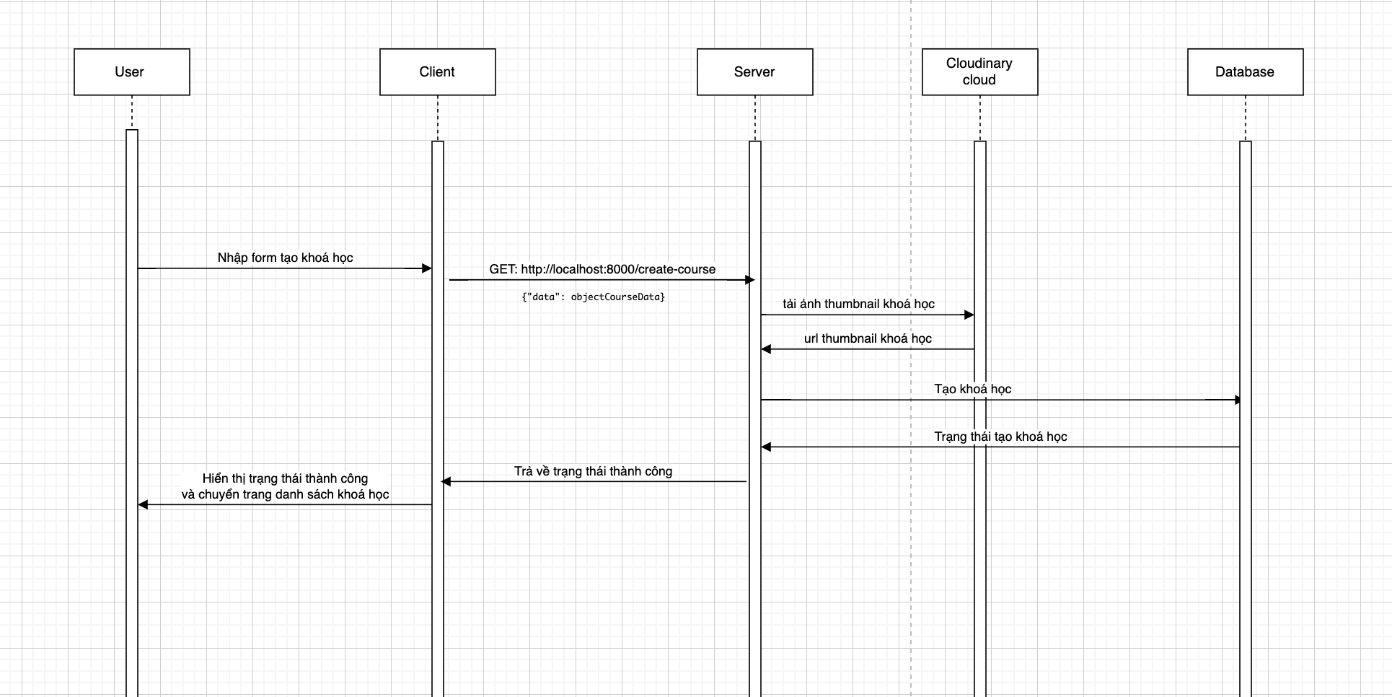 User
Client
Server
Cloudinary
cloud
Database
Nhập form tạo khoá học
GET: http://localhost:8000/create-course
{"data": objectCourseData}
tải ảnh thumbnail khoá học
url thumbnail khoá học
Tạo khoá học
Trạng thái tạo khoá học
Trả về trạng thái thành công
Hiển thị trạng thái thành công
và chuyển trang danh sách khoá học